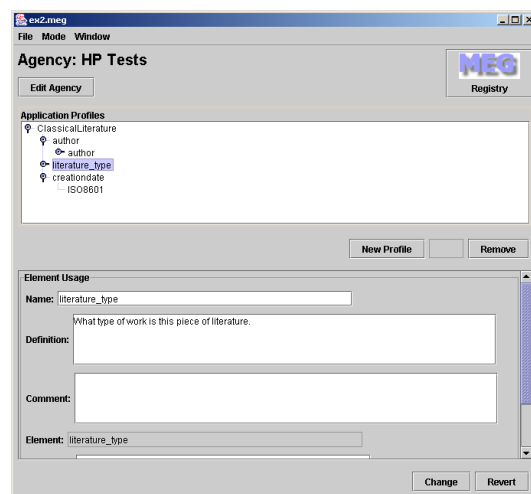 ex2.meg
File Mode Window
Agency: HP Tests
Edit Agency
MEG
Registry
Application Profiles
ClassicalLiterature
author
author
literature_type
creationdate
ISO8601
New Profile
Remove
Element Usage
Name: literature_type
What type of work is this piece of literature.
Definition:
Comment:
Element: literature_type
Change Revert